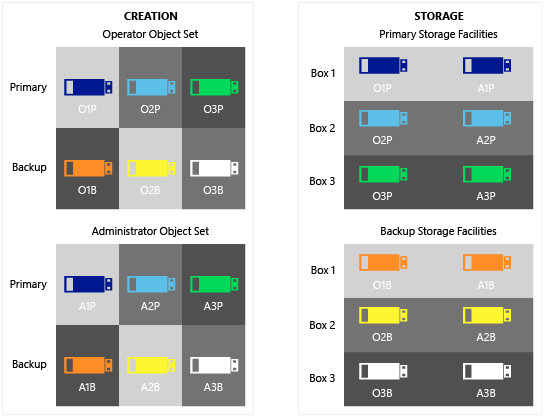 CREATION
Operator Object Set
Primary
O1P O2P O3P
Backup
O1B O2B O3B
Administrator Object Set
Primary
A1P A2P A3P
Backup
A1B A2B A3B
STORAGE
Primary Storage Facilities
Box 1
O1P A1P
Box 2
O2P A2P
Box 3
O3P A3P
Backup Storage Facilities
Box 1
O1B A1B
Box 2
O2B A2B
Box 3
O3B A3B